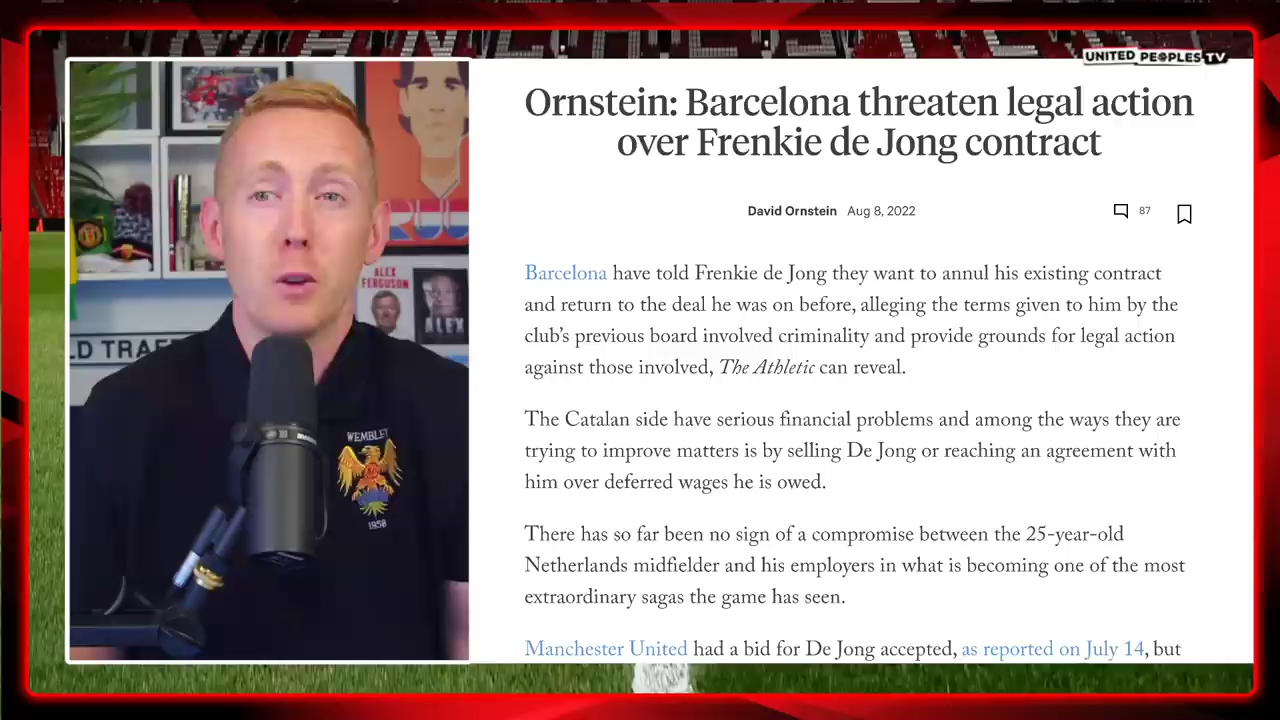 UNITED PEOPLES TV
Ornstein: Barcelona threaten legal action
over Frenkie de Jong contract
David Ornstein Aug 8, 2022
87
Barcelona have told Frenkie de Jong they want to annul his existing contract
and return to the deal he was on before, alleging the terms given to him by the
club’s previous board involved criminality and provide grounds for legal action
against those involved, The Athletic can reveal.
The Catalan side have serious financial problems and among the ways they are
trying to improve matters is by selling De Jong or reaching an agreement with
him over deferred wages he is owed.
There has so far been no sign of a compromise between the 25-year-old
Netherlands midfielder and his employers in what is becoming one of the most
extraordinary sagas the game has seen.
Manchester United had a bid for De Jong accepted, as reported on July 14, but
ALEX
FERGUSON
ALEX
LD TRAF
WEMBLEY
1958